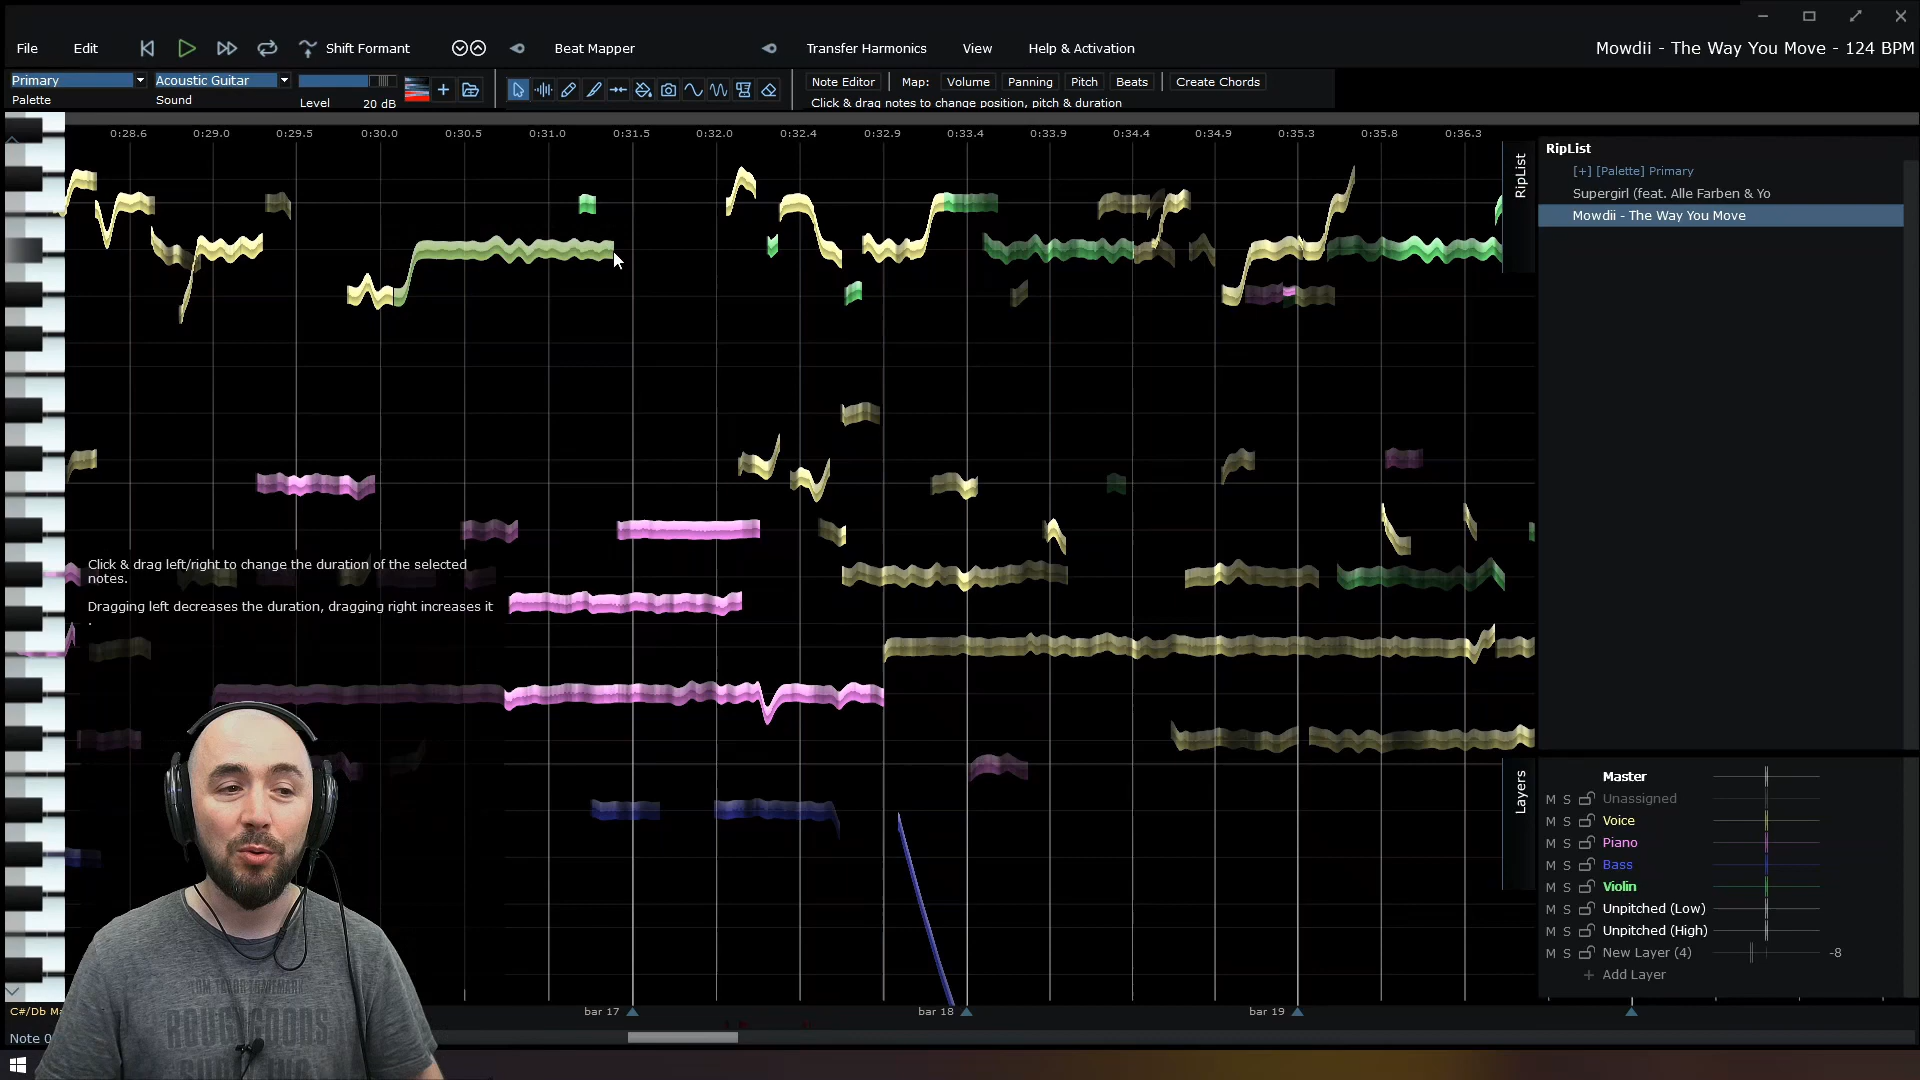 File Edit Shift Formant Beat Mapper Transfer Harmonics View Help & Activation Mowdii - The Way You Move - 124 BPM
Primary Acoustic Guitar Note Editor Map: Volume Panning Pitch Beats Create Chords
Palette Sound Level 20 dB Click & drag notes to change position, pitch & duration
0:28.6 0:29.0 0:29.5 0:30.0 0:30.5 0:31.0 0:31.5 0:32.0 0:32.4 0:32.9 0:33.4 0:33.9 0:34.4 0:34.9 0:35.3 0:35.8 0:36.3
RipList
RipList
[+] [Palette] Primary
Supergirl (feat. Alle Farben & Yo
Mowdii - The Way You Move
Click & drag left/right to change the duration of the selected
notes.
Dragging left decreases the duration, dragging right increases it
.
Layers
Master
M S Unassigned
M S Voice
M S Piano
M S Bass
M S Violin
M S Unpitched (Low)
M S Unpitched (High)
M S New Layer (4) -8
+ Add Layer
C#/Db Ma bar 17 bar 18 bar 19
Note 0